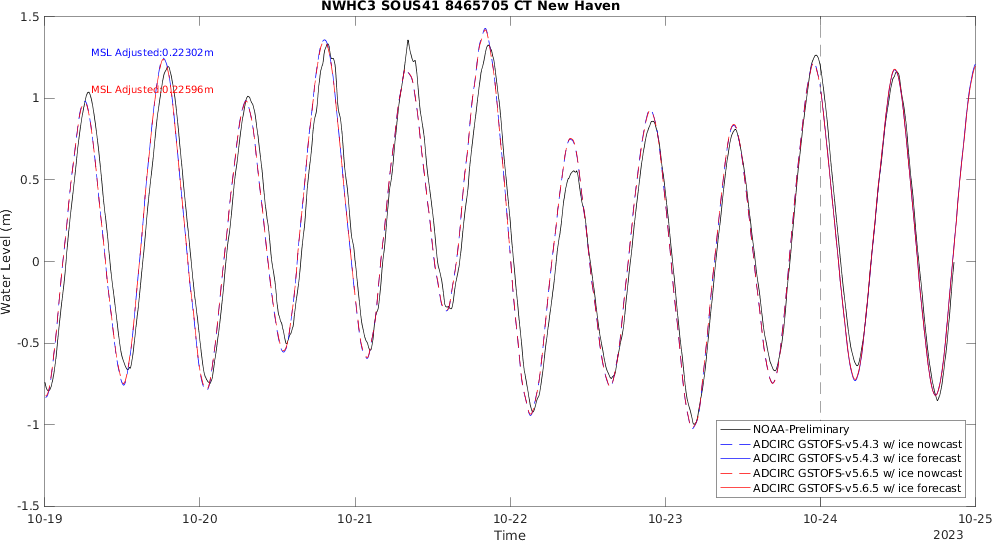 NWHC3 SOUS41 8465705 CT New Haven
MSL Adjusted:0.22302m
MSL Adjusted:0.22596m
Water Level (m)
1.5
1
0.5
0
-0.5
-1
-1.5
NOAA-Preliminary
ADCIRC GSTOFS-v5.4.3 w/ ice nowcast
ADCIRC GSTOFS-v5.4.3 w/ ice forecast
ADCIRC GSTOFS-v5.6.5 w/ ice nowcast
ADCIRC GSTOFS-v5.6.5 w/ ice forecast
10-19 10-20 10-21 10-22 10-23 10-24 10-25
Time
2023